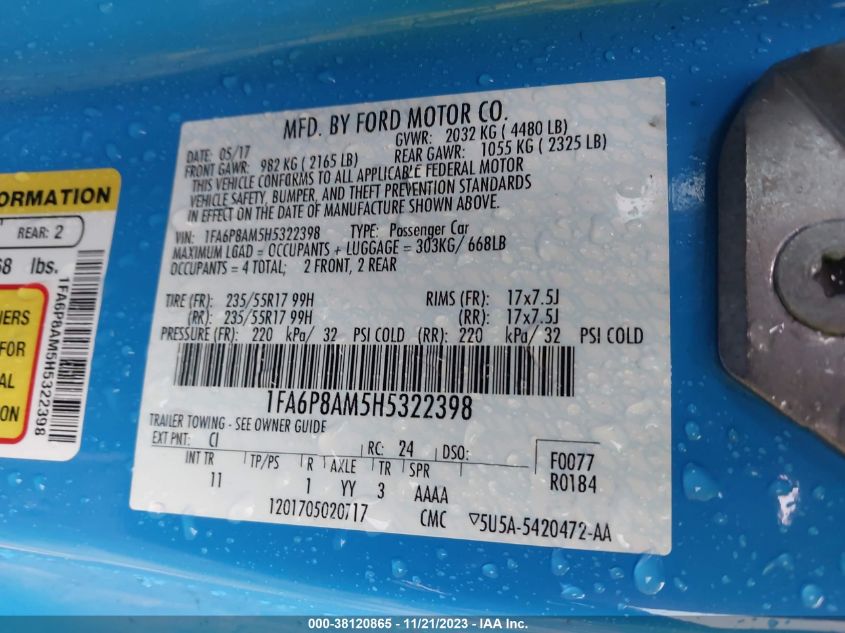 MFD. BY FORD MOTOR CO.
DATE: 05/17 GVWR: 2032 KG ( 4480 LB)
FRONT GAWR: 982 KG ( 2165 LB) REAR GAWR: 1055 KG ( 2325 LB)
THIS VEHICLE CONFORMS TO ALL APPLICABLE FEDERAL MOTOR
VEHICLE SAFETY, BUMPER, AND THEFT PREVENTION STANDARDS
IN EFFECT ON THE DATE OF MANUFACTURE SHOWN ABOVE.
VIN: 1FA6P8AM5H5322398 TYPE: Passenger Car
MAXIMUM LOAD = OCCUPANTS + LUGGAGE = 303KG/ 668LB
OCCUPANTS = 4 TOTAL; 2 FRONT, 2 REAR
TIRE (FR): 235/55R17 99H RIMS (FR): 17x7.5J
(RR): 235/55R17 99H (RR): 17x7.5J
PRESSURE (FR): 220 kPa/ 32 PSI COLD (RR): 220 kPa/ 32 PSI COLD
1FA6P8AM5H5322398
TRAILER TOWING - SEE OWNER GUIDE
EXT PNT: CI RC: 24 DSO:
INT TR TP/PS R AXLE TR SPR F0077
11 1 YY 3 AAAA R0184
1201705020717 CMC ▽5U5A-5420472-AA
ORMATION
REAR: 2
68 lbs.
IERS
FOR
AL
1FA6P8AM5H5322398
000-38120865 - 11/21/2023 - IAAI.com